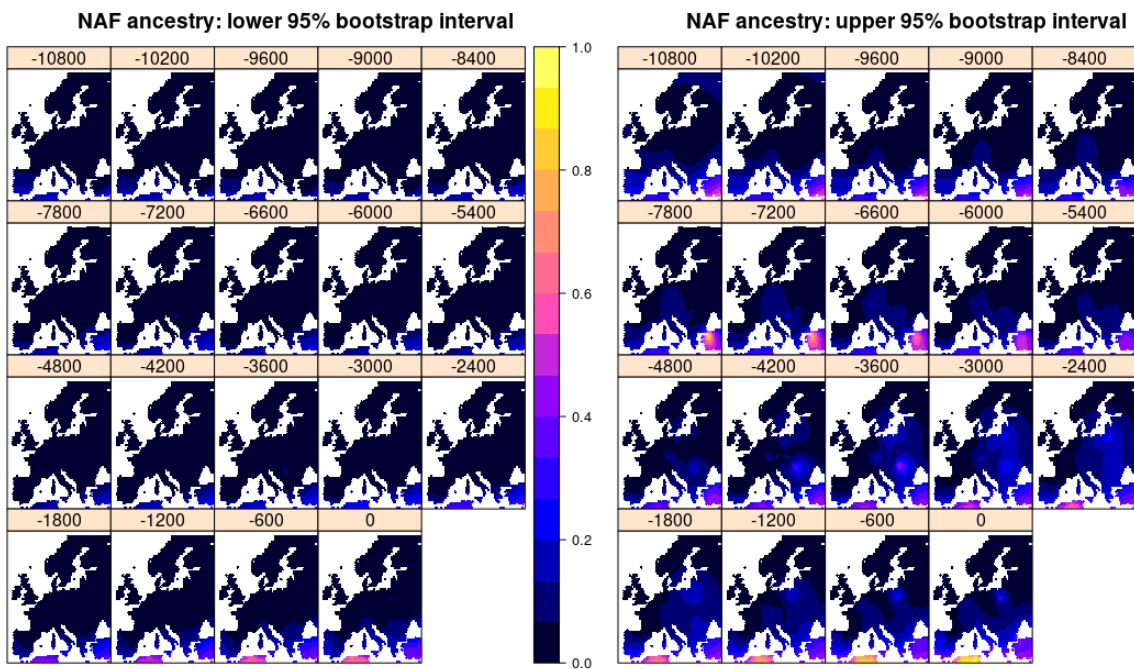 NAF ancestry: lower 95% bootstrap interval
-10800 -10200 -9600 -9000 -8400
-7800 -7200 -6600 -6000 -5400
-4800 -4200 -3600 -3000 -2400
-1800 -1200 -600 0
1.0
0.8
0.6
0.4
0.2
0.0
NAF ancestry: upper 95% bootstrap interval
-10800 -10200 -9600 -9000 -8400
-7800 -7200 -6600 -6000 -5400
-4800 -4200 -3600 -3000 -2400
-1800 -1200 -600 0